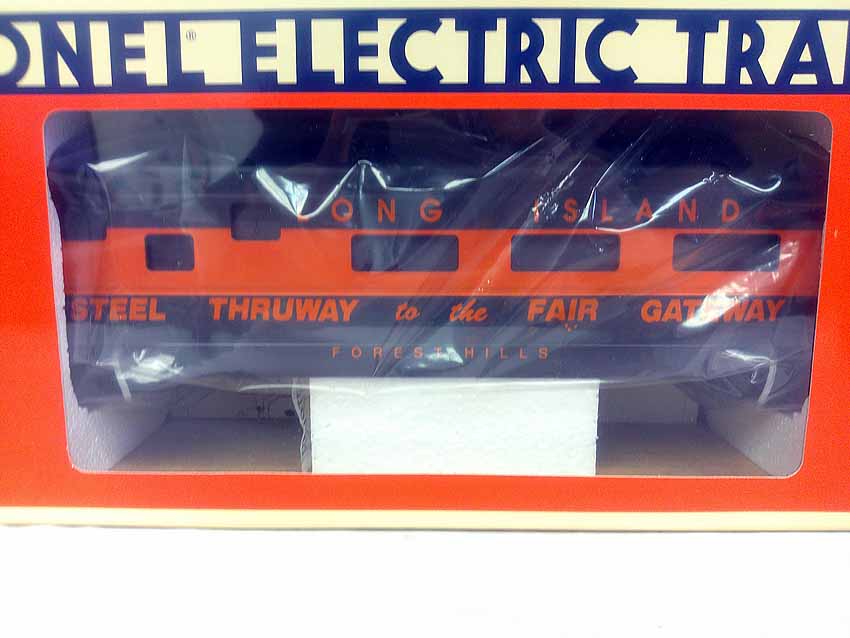 ONEL® ELECTRIC TRA
LONG ISLAND
STEEL THRUWAY to the FAIR GATEWAY
FOREST HILLS